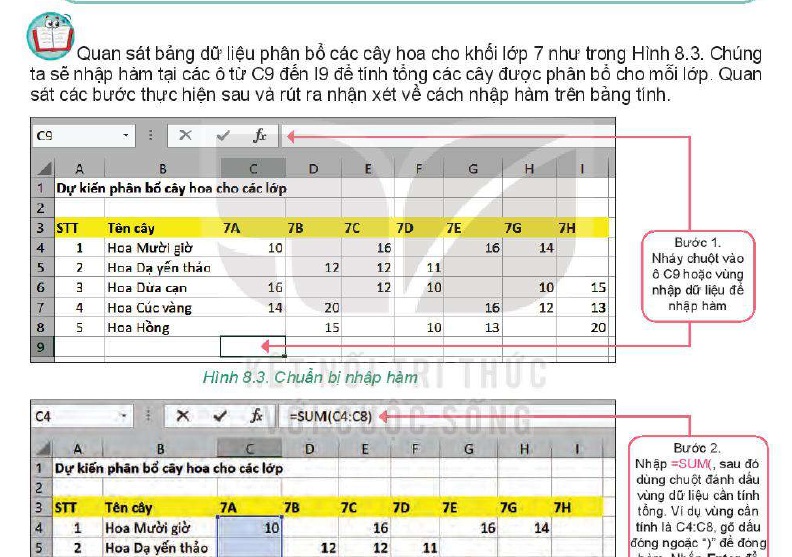 Quan sát bảng dữ liệu phân bổ các cây hoa cho khối lớp 7 như trong Hình 8.3. Chúng
ta sẽ nhập hàm tại các ô từ C9 đến I9 để tính tổng các cây được phân bổ cho mỗi lớp. Quan
sát các bước thực hiện sau và rút ra nhận xét về cách nhập hàm trên bảng tính.
C9 fx
A B C D E F G H I
1 Dự kiến phân bổ cây hoa cho các lớp
2
3 STT Tên cây 7A 7B 7C 7D 7E 7G 7H
4 1 Hoa Mười giờ 10 16 16 14
5 2 Hoa Dạ yến thảo 12 12 11
6 3 Hoa Dừa cạn 16 12 10 10 15
7 4 Hoa Cúc vàng 14 20 16 12 13
8 5 Hoa Hồng 15 10 13 20
9
Bước 1.
Nháy chuột vào
ô C9 hoặc vùng
nhập dữ liệu để
nhập hàm
Hình 8.3. Chuẩn bị nhập hàm
KẾT NỐI TRI THỨC
VỚI CUỘC SỐNG
C4 fx =SUM(C4:C8)
A B C D E F G H I
1 Dự kiến phân bổ cây hoa cho các lớp
2
3 STT Tên cây 7A 7B 7C 7D 7E 7G 7H
4 1 Hoa Mười giờ 10 16 16 14
5 2 Hoa Dạ yến thảo 12 12 11
Bước 2.
Nhập =SUM(, sau đó
dùng chuột đánh dấu
vùng dữ liệu cần tính
tổng. Ví dụ vùng cần
tính là C4:C8, gõ dấu
đóng ngoặc ")" để đóng